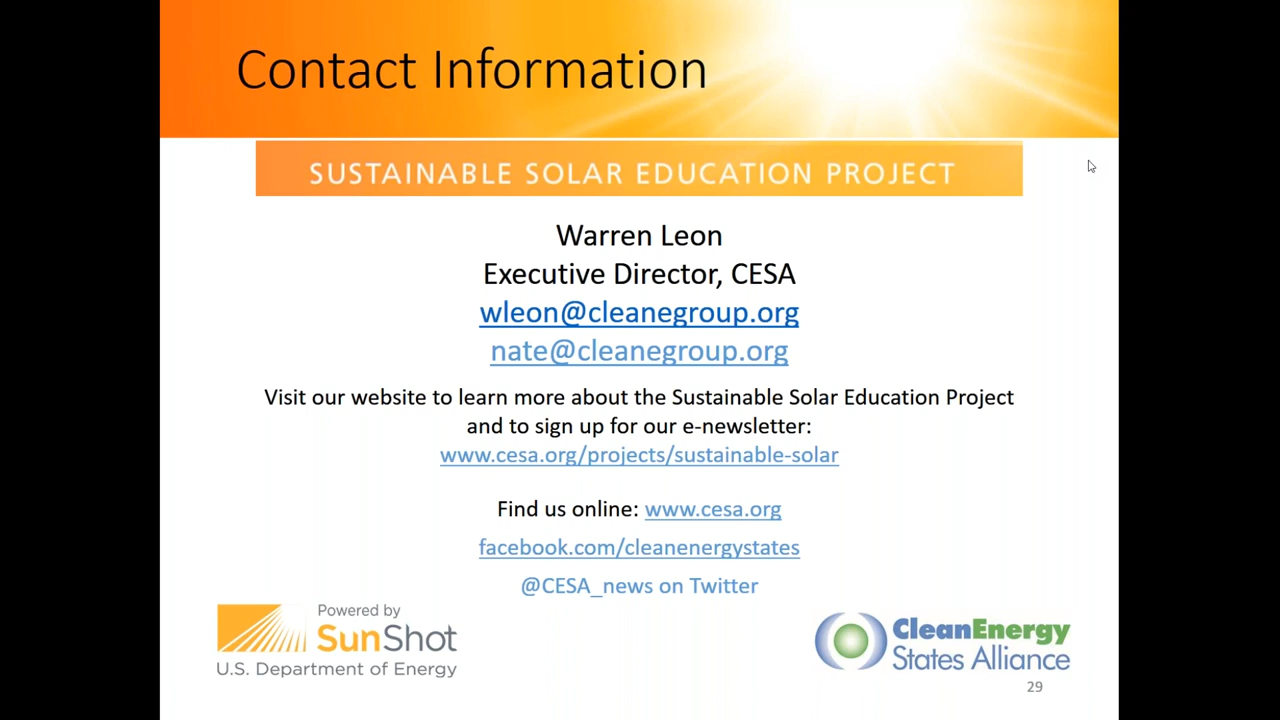 Contact Information
SUSTAINABLE SOLAR EDUCATION PROJECT
Warren Leon
Executive Director, CESA
wleon@cleanegroup.org
nate@cleanegroup.org
Visit our website to learn more about the Sustainable Solar Education Project
and to sign up for our e-newsletter:
www.cesa.org/projects/sustainable-solar
Find us online: www.cesa.org
facebook.com/cleanenergystates
@CESA_news on Twitter
Powered by
SunShot
U.S. Department of Energy
CleanEnergy
States Alliance
29